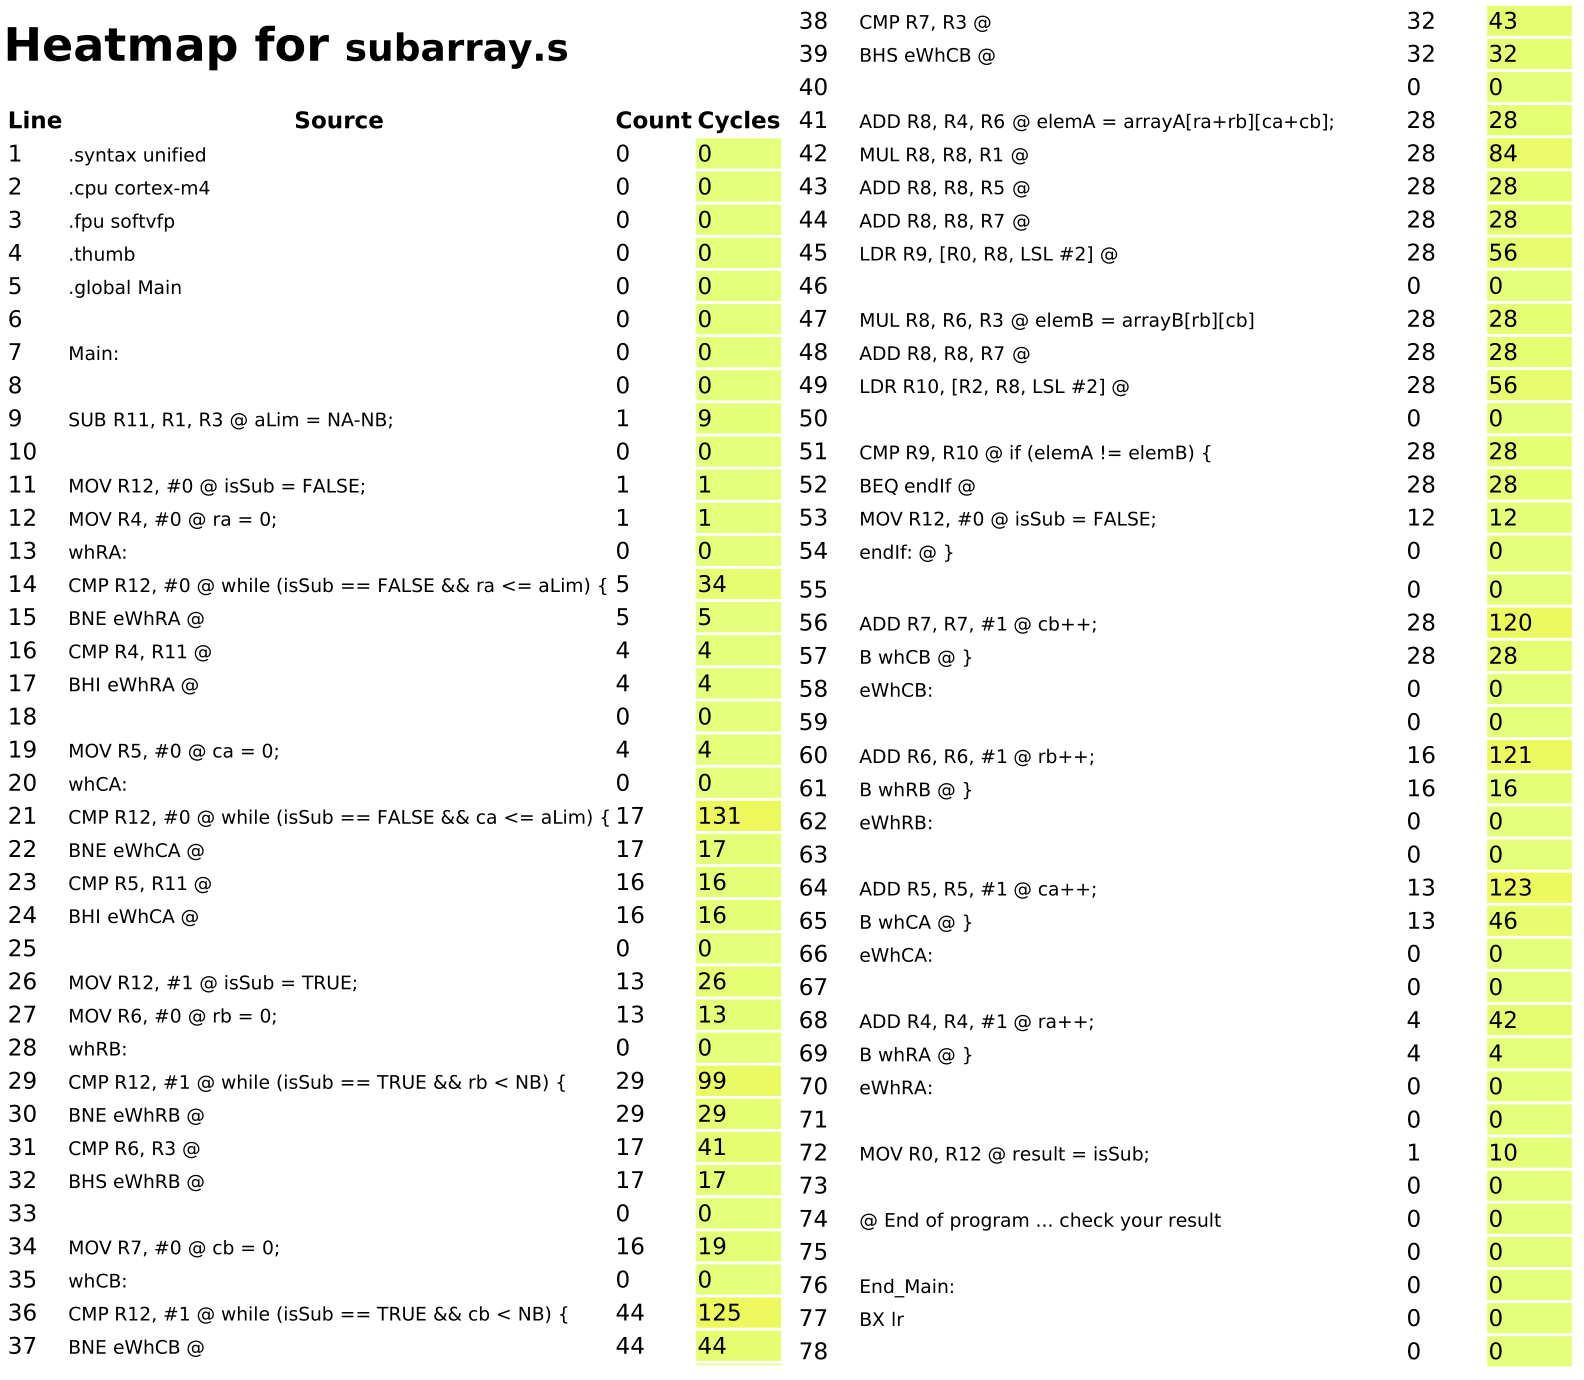 Heatmap for subarray.s
Line Source Count Cycles
1 .syntax unified 0 0
2 .cpu cortex-m4 0 0
3 .fpu softvfp 0 0
4 .thumb 0 0
5 .global Main 0 0
6 0 0
7 Main: 0 0
8 0 0
9 SUB R11, R1, R3 @ aLim = NA-NB; 1 9
10 0 0
11 MOV R12, #0 @ isSub = FALSE; 1 1
12 MOV R4, #0 @ ra = 0; 1 1
13 whRA: 0 0
14 CMP R12, #0 @ while (isSub == FALSE && ra <= aLim) { 5 34
15 BNE eWhRA @ 5 5
16 CMP R4, R11 @ 4 4
17 BHI eWhRA @ 4 4
18 0 0
19 MOV R5, #0 @ ca = 0; 4 4
20 whCA: 0 0
21 CMP R12, #0 @ while (isSub == FALSE && ca <= aLim) { 17 131
22 BNE eWhCA @ 17 17
23 CMP R5, R11 @ 16 16
24 BHI eWhCA @ 16 16
25 0 0
26 MOV R12, #1 @ isSub = TRUE; 13 26
27 MOV R6, #0 @ rb = 0; 13 13
28 whRB: 0 0
29 CMP R12, #1 @ while (isSub == TRUE && rb < NB) { 29 99
30 BNE eWhRB @ 29 29
31 CMP R6, R3 @ 17 41
32 BHS eWhRB @ 17 17
33 0 0
34 MOV R7, #0 @ cb = 0; 16 19
35 whCB: 0 0
36 CMP R12, #1 @ while (isSub == TRUE && cb < NB) { 44 125
37 BNE eWhCB @ 44 44
38 CMP R7, R3 @ 32 43
39 BHS eWhCB @ 32 32
40 0 0
41 ADD R8, R4, R6 @ elemA = arrayA[ra+rb][ca+cb]; 28 28
42 MUL R8, R8, R1 @ 28 84
43 ADD R8, R8, R5 @ 28 28
44 ADD R8, R8, R7 @ 28 28
45 LDR R9, [R0, R8, LSL #2] @ 28 56
46 0 0
47 MUL R8, R6, R3 @ elemB = arrayB[rb][cb] 28 28
48 ADD R8, R8, R7 @ 28 28
49 LDR R10, [R2, R8, LSL #2] @ 28 56
50 0 0
51 CMP R9, R10 @ if (elemA != elemB) { 28 28
52 BEQ endIf @ 28 28
53 MOV R12, #0 @ isSub = FALSE; 12 12
54 endIf: @ } 0 0
55 0 0
56 ADD R7, R7, #1 @ cb++; 28 120
57 B whCB @ } 28 28
58 eWhCB: 0 0
59 0 0
60 ADD R6, R6, #1 @ rb++; 16 121
61 B whRB @ } 16 16
62 eWhRB: 0 0
63 0 0
64 ADD R5, R5, #1 @ ca++; 13 123
65 B whCA @ } 13 46
66 eWhCA: 0 0
67 0 0
68 ADD R4, R4, #1 @ ra++; 4 42
69 B whRA @ } 4 4
70 eWhRA: 0 0
71 0 0
72 MOV R0, R12 @ result = isSub; 1 10
73 0 0
74 @ End of program ... check your result 0 0
75 0 0
76 End_Main: 0 0
77 BX lr 0 0
78 0 0